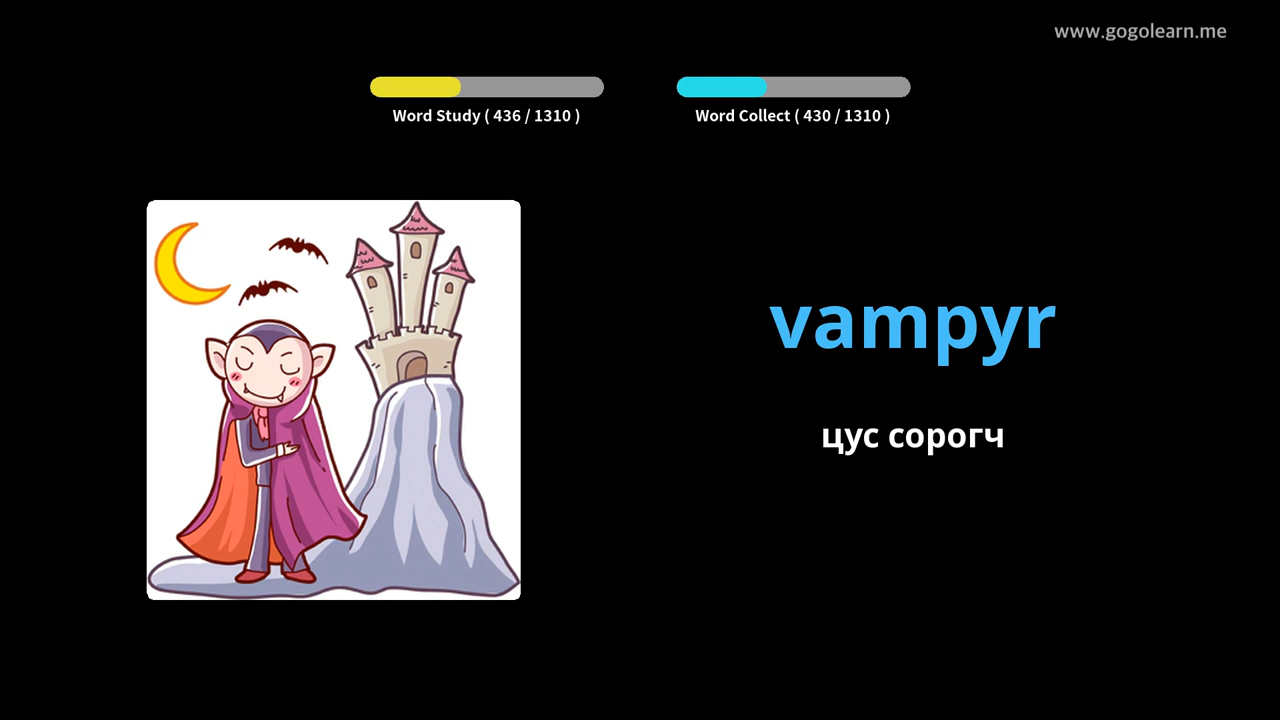 www.gogolearn.me
Word Study ( 436 / 1310 )
Word Collect ( 430 / 1310 )
vampyr
цус сорогч